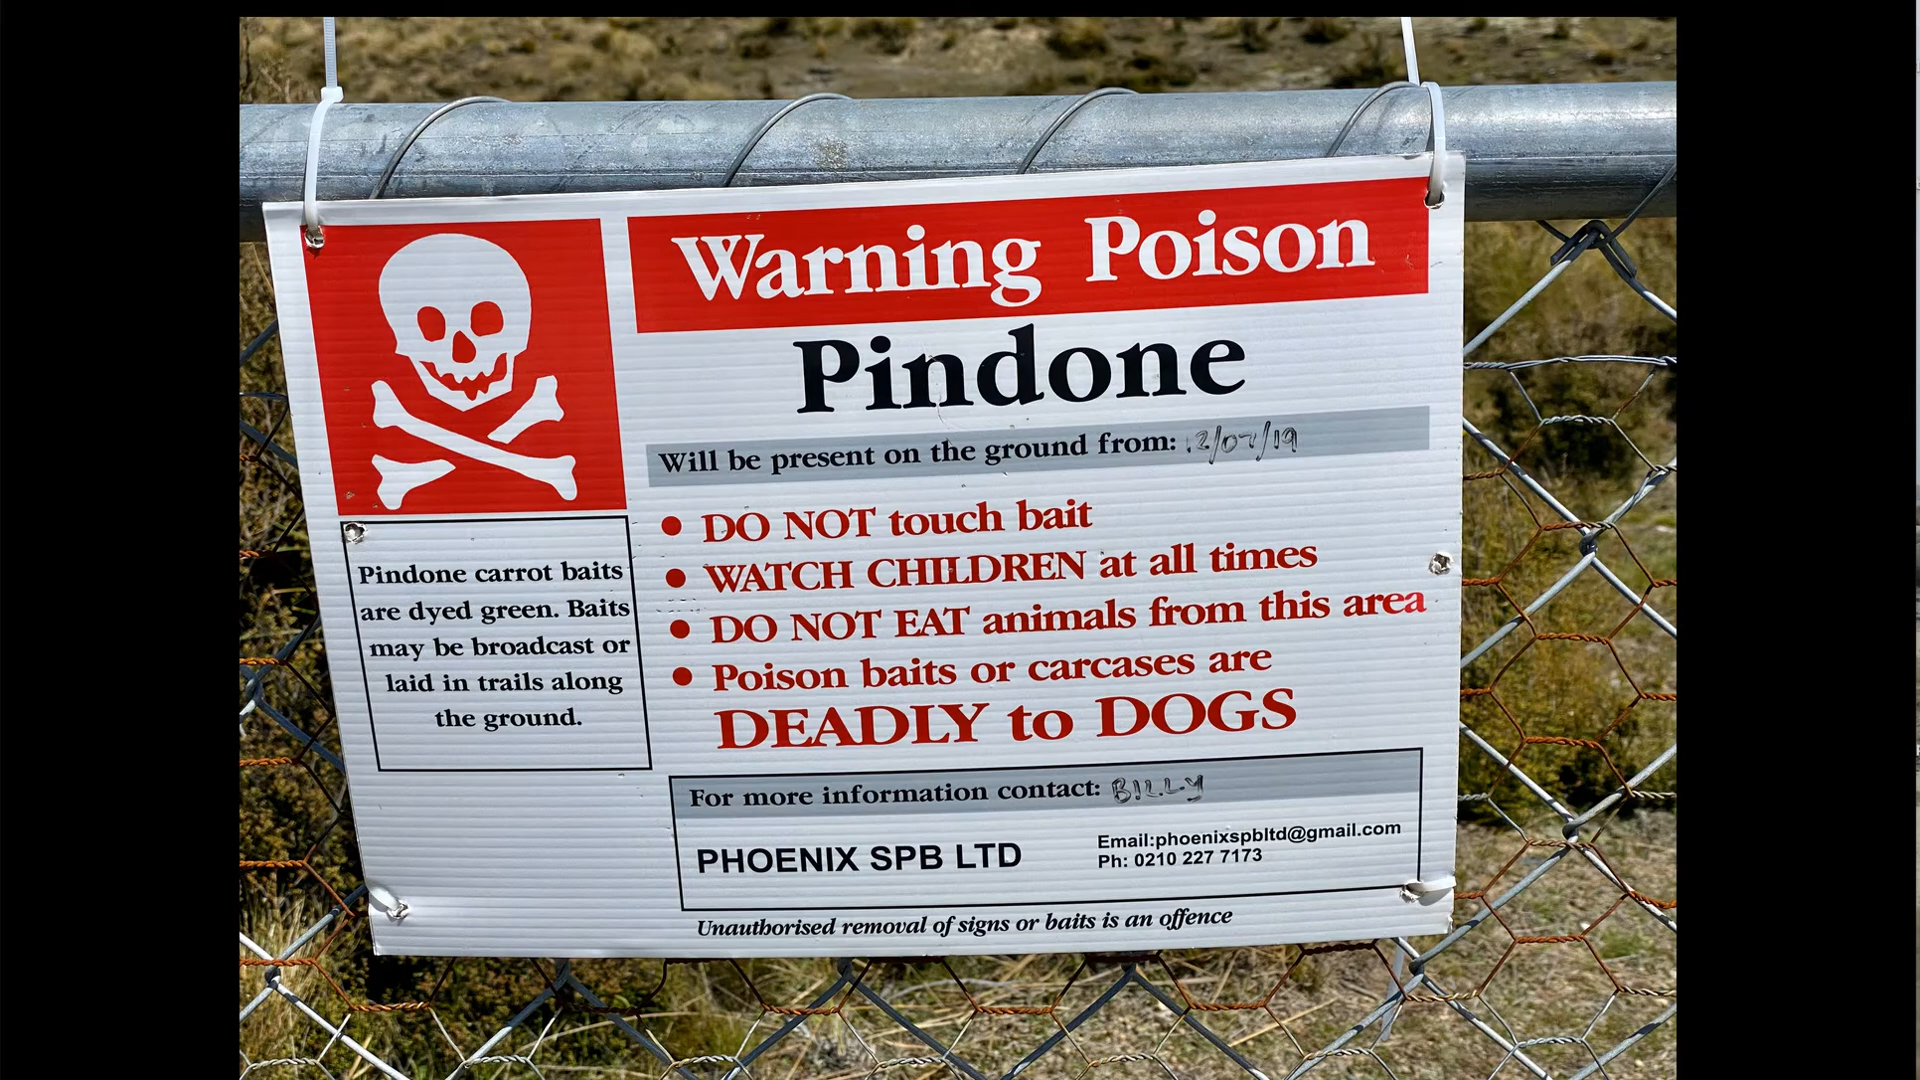 Warning Poison
Pindone
Will be present on the ground from: 12/07/19
• DO NOT touch bait
• WATCH CHILDREN at all times
• DO NOT EAT animals from this area
• Poison baits or carcases are
DEADLY to DOGS
Pindone carrot baits
are dyed green. Baits
may be broadcast or
laid in trails along
the ground.
For more information contact: BILLY
PHOENIX SPB LTD
Email:phoenixspbltd@gmail.com
Ph: 0210 227 7173
Unauthorised removal of signs or baits is an offence